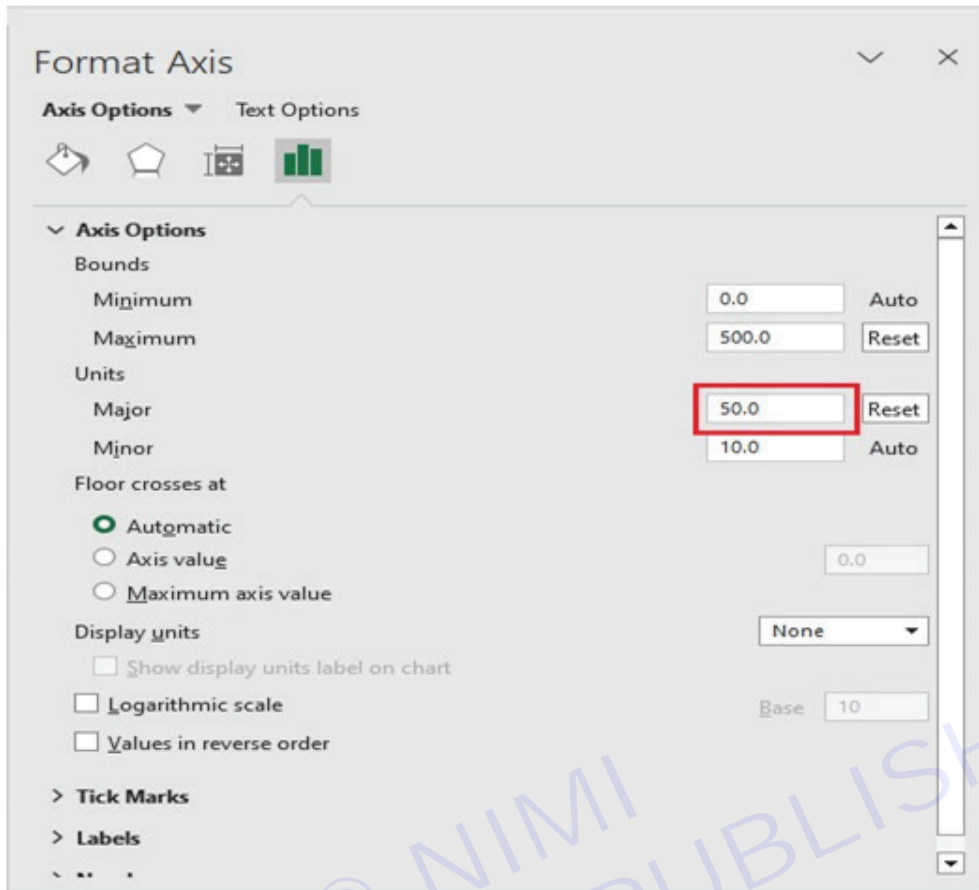 Format Axis
Axis Options Text Options
Axis Options
Bounds
Minimum 0.0 Auto
Maximum 500.0 Reset
Units
Major 50.0 Reset
Minor 10.0 Auto
Floor crosses at
Automatic
Axis value 0.0
Maximum axis value
Display units None
Show display units label on chart
Logarithmic scale Base 10
Values in reverse order
Tick Marks
Labels
© NIMI